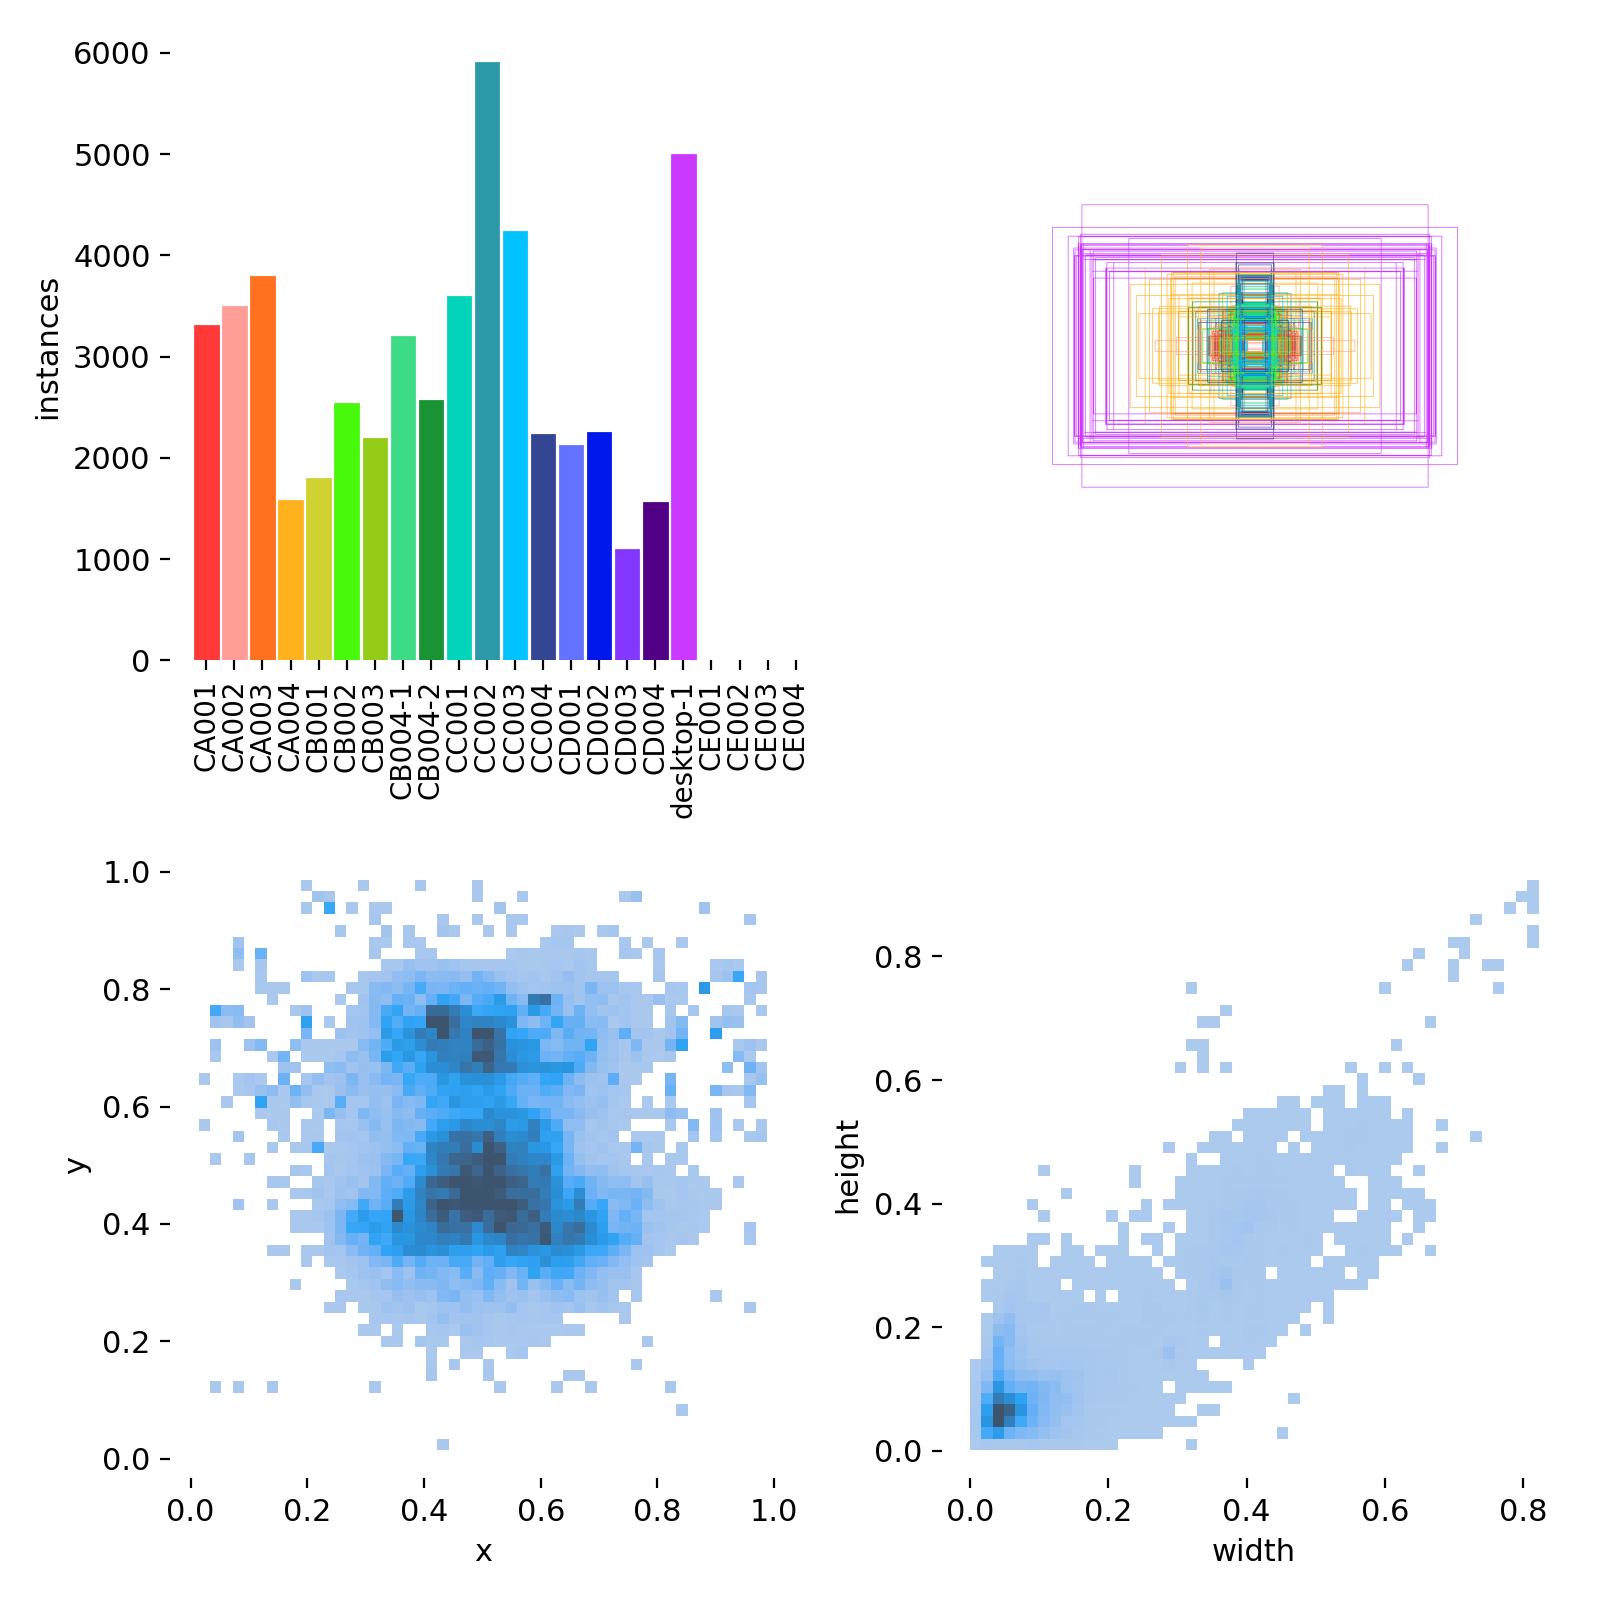 6000
5000
4000
3000
2000
1000
0
instances
CA001
CA002
CA003
CA004
CB001
CB002
CB003
CB004-1
CB004-2
CC001
CC002
CC003
CC004
CD001
CD002
CD003
CD004
desktop-1
CE001
CE002
CE003
CE004
1.0
0.8
0.6
0.4
0.2
0.0
y
0.0 0.2 0.4 0.6 0.8 1.0
x
0.8
0.6
0.4
0.2
0.0
height
0.0 0.2 0.4 0.6 0.8
width